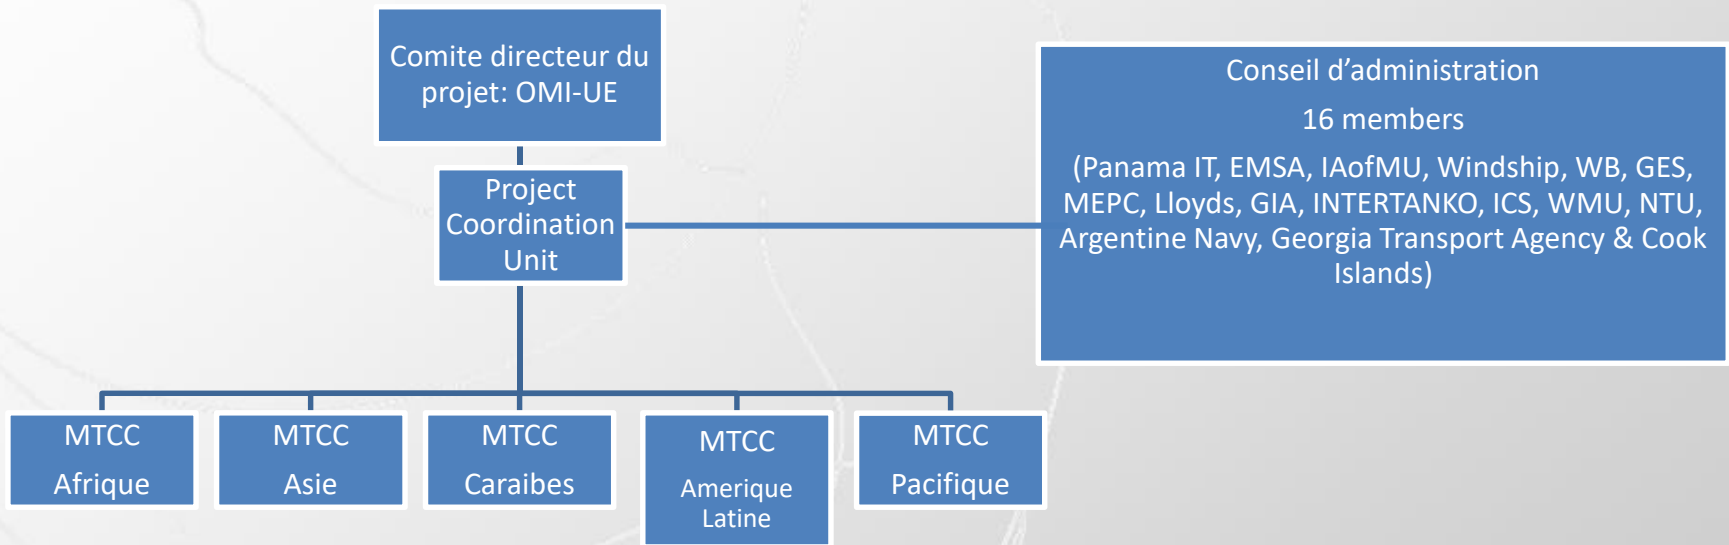 Comite directeur du
projet: OMI-UE
Conseil d’administration
16 members
(Panama IT, EMSA, IAofMU, Windship, WB, GES,
MEPC, Lloyds, GIA, INTERTANKO, ICS, WMU, NTU,
Argentine Navy, Georgia Transport Agency & Cook
Islands)
Project
Coordination
Unit
MTCC
Afrique
MTCC
Asie
MTCC
Caraibes
MTCC
Amerique
Latine
MTCC
Pacifique